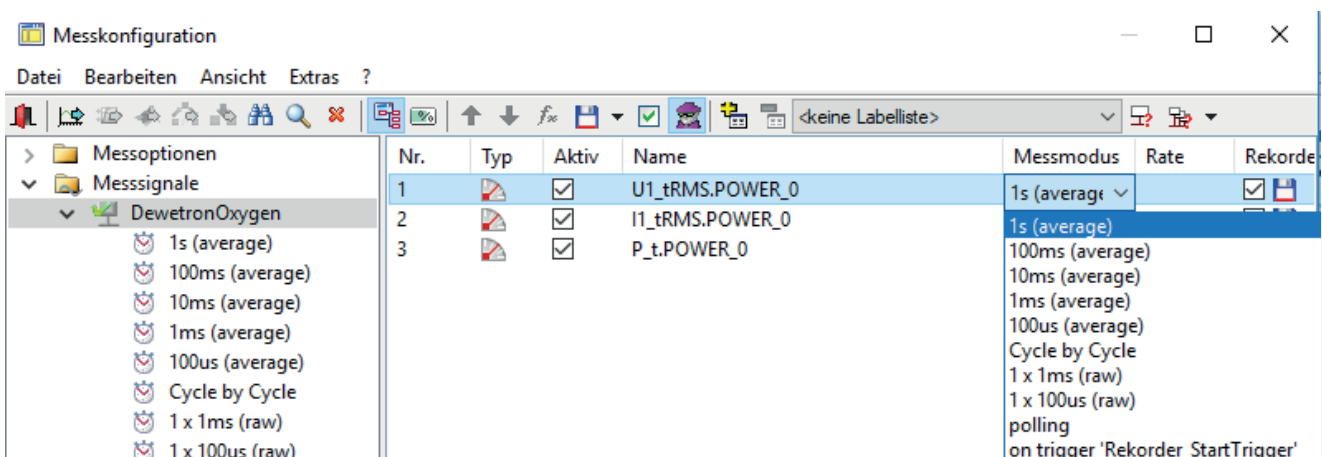 Messkonfiguration
Datei Bearbeiten Ansicht Extras ?
<keine Labelliste>
Messoptionen
Messsignale
DewetronOxygen
1s (average)
100ms (average)
10ms (average)
1ms (average)
100us (average)
Cycle by Cycle
1 x 1ms (raw)
1 x 100us (raw)
Nr. Typ Aktiv Name Messmodus Rate Rekorde
1 U1_tRMS.POWER_0 1s (average
2 I1_tRMS.POWER_0
3 P_t.POWER_0
1s (average)
100ms (average)
10ms (average)
1ms (average)
100us (average)
Cycle by Cycle
1 x 1ms (raw)
1 x 100us (raw)
polling
on trigger 'Rekorder_StartTrigger'